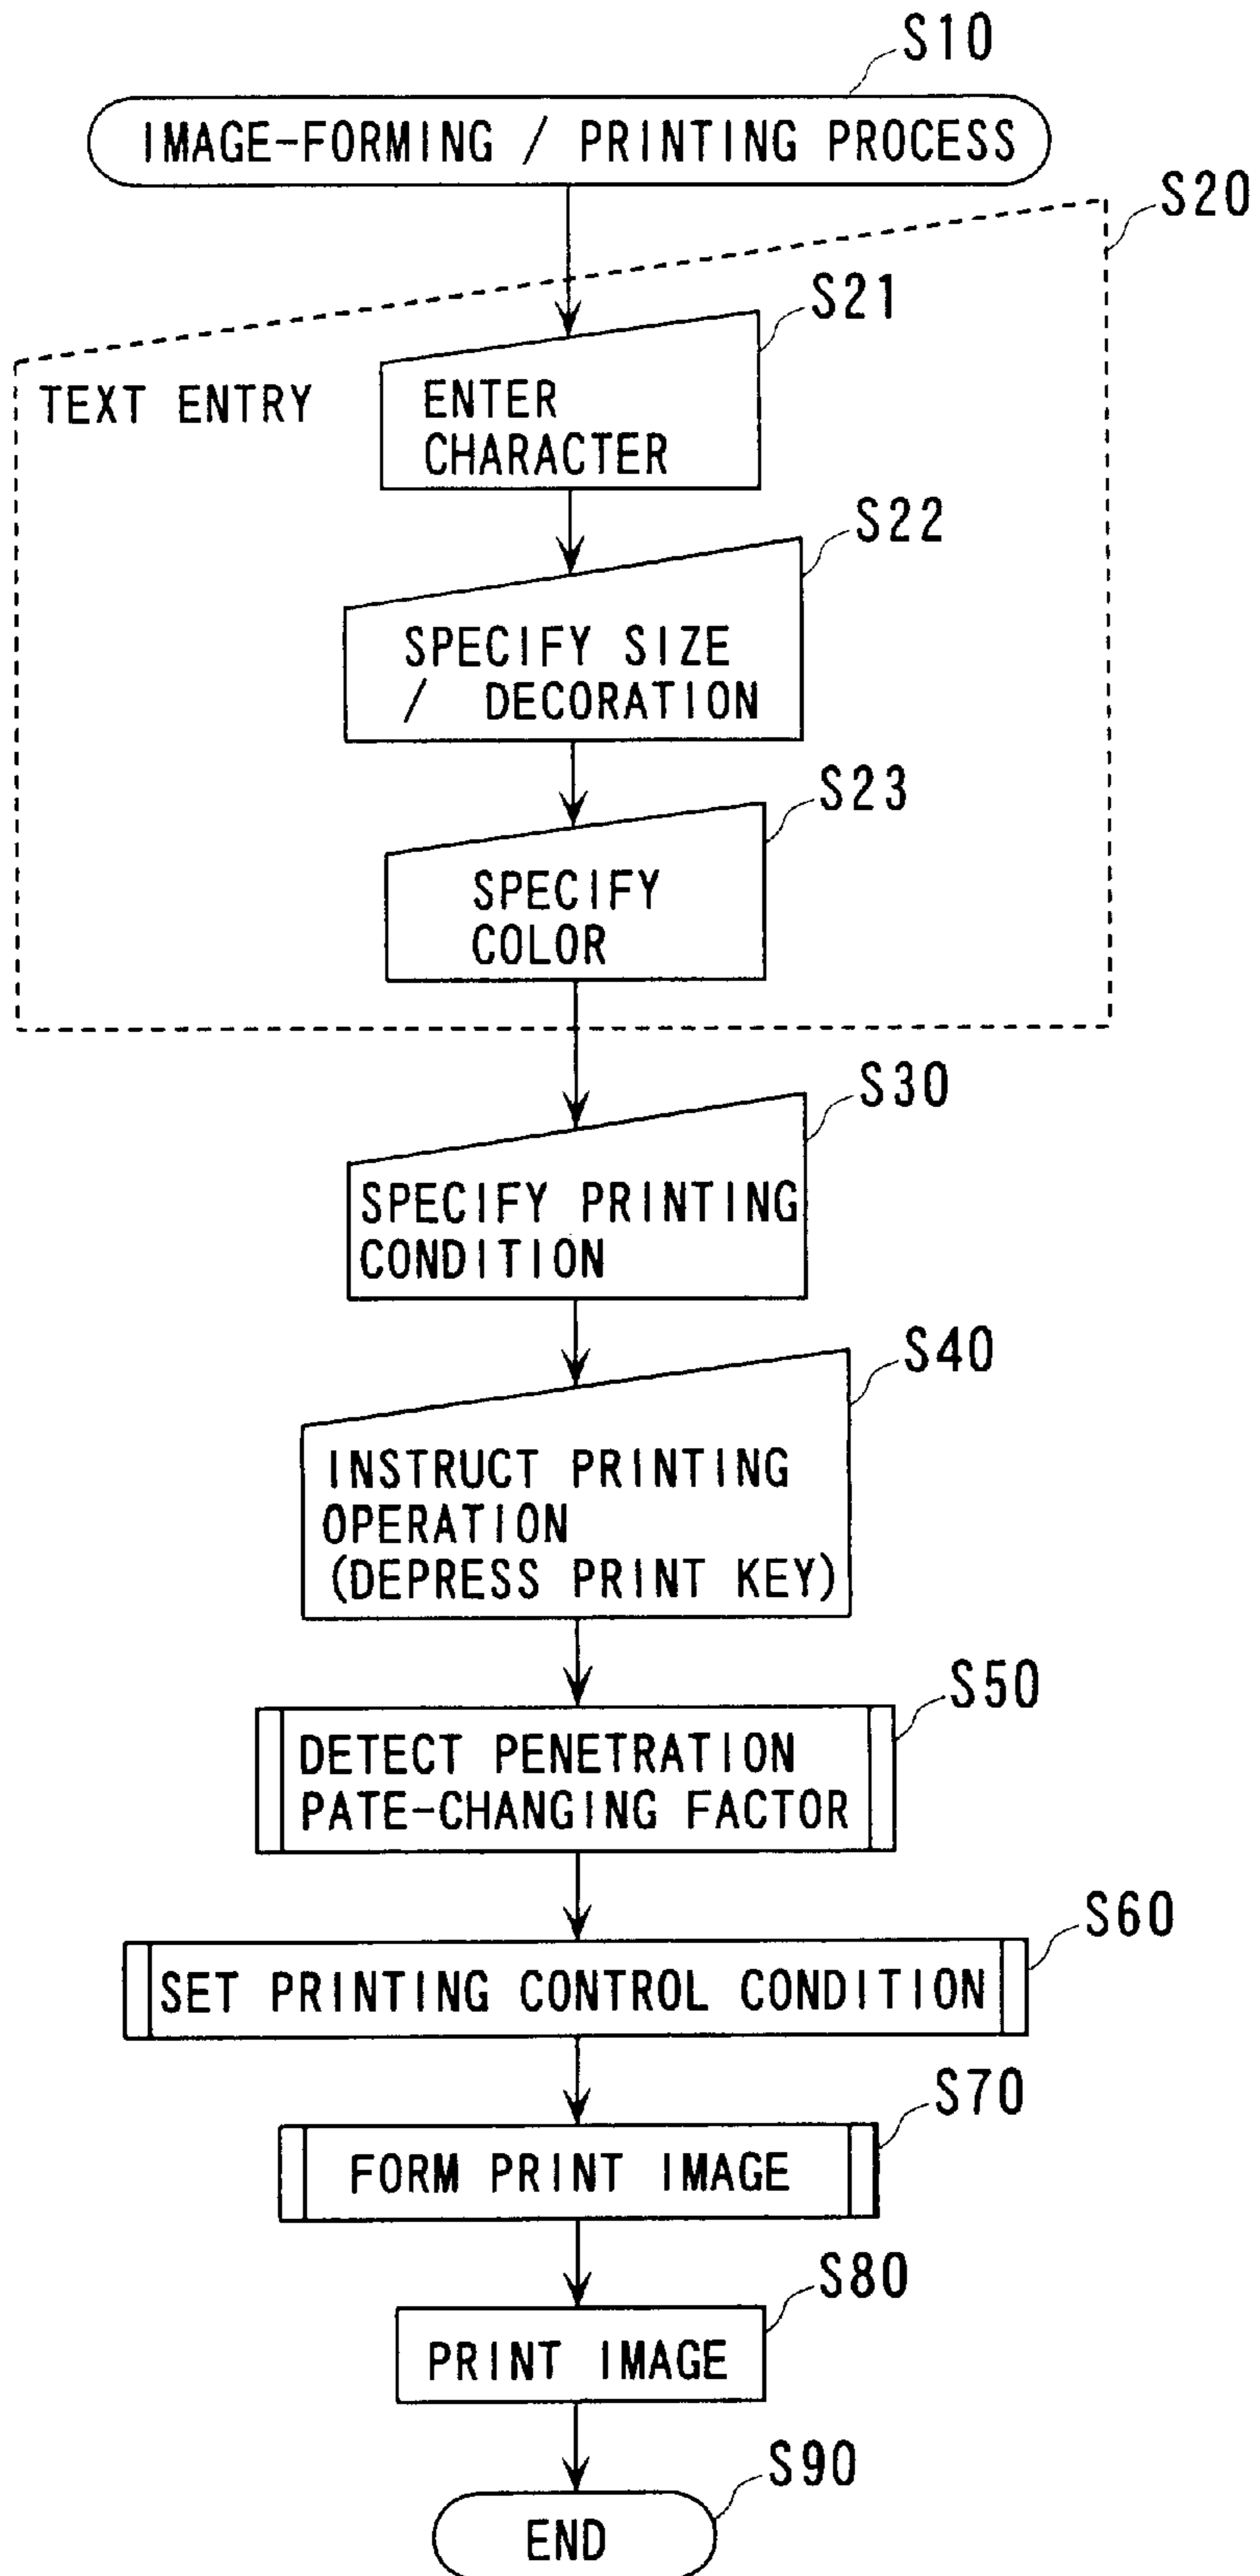 S10
IMAGE-FORMING / PRINTING PROCESS
S20
S21
TEXT ENTRY
ENTER
CHARACTER
S22
SPECIFY SIZE
/ DECORATION
S23
SPECIFY
COLOR
S30
SPECIFY PRINTING
CONDITION
S40
INSTRUCT PRINTING
OPERATION
(DEPRESS PRINT KEY)
S50
DETECT PENETRATION
PATE-CHANGING FACTOR
S60
SET PRINTING CONTROL CONDITION
S70
FORM PRINT IMAGE
S80
PRINT IMAGE
S90
END